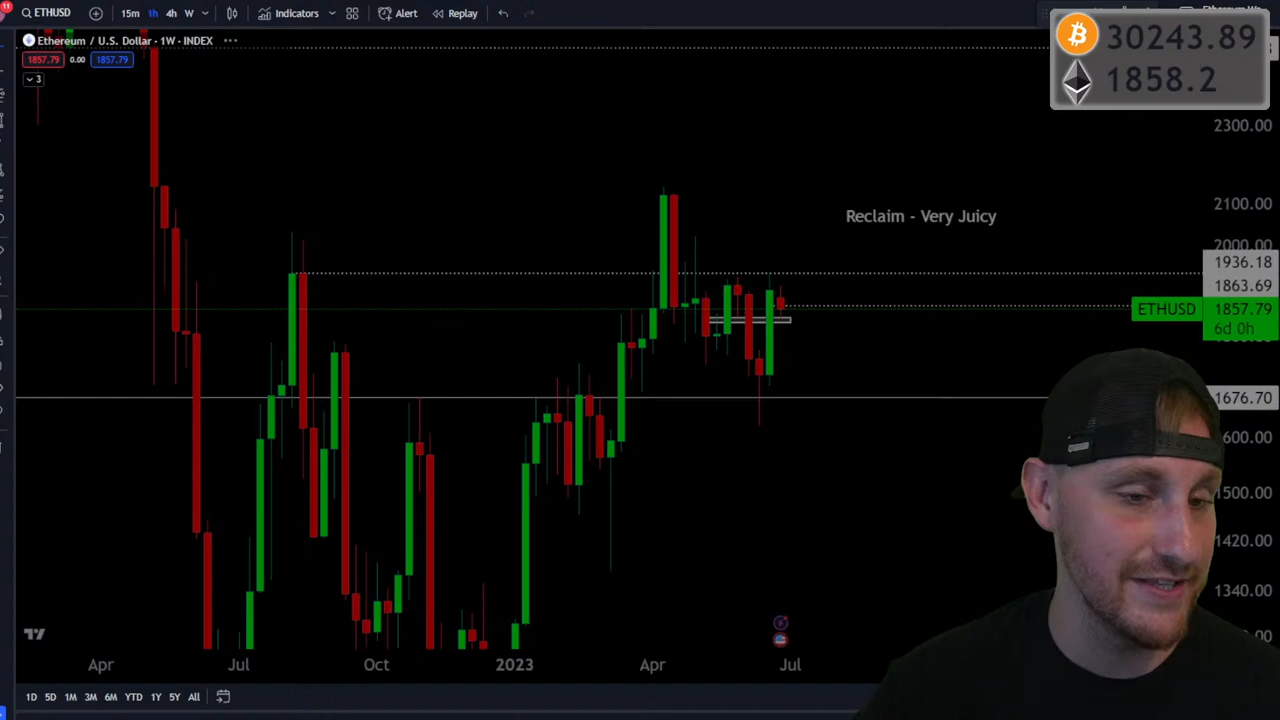 11
ETHUSD 15m 1h 4h W Indicators Alert Replay
Ethereum / U.S. Dollar · 1W · INDEX
1857.79 0.00 1857.79
3
30243.89
1858.2
2300.00
2100.00
Reclaim - Very Juicy
2000.00
1936.18
1863.69
ETHUSD 1857.79
6d 0h
1676.70
1600.00
1500.00
1420.00
1340.00
Apr Jul Oct 2023 Apr Jul
1D 5D 1M 3M 6M YTD 1Y 5Y All